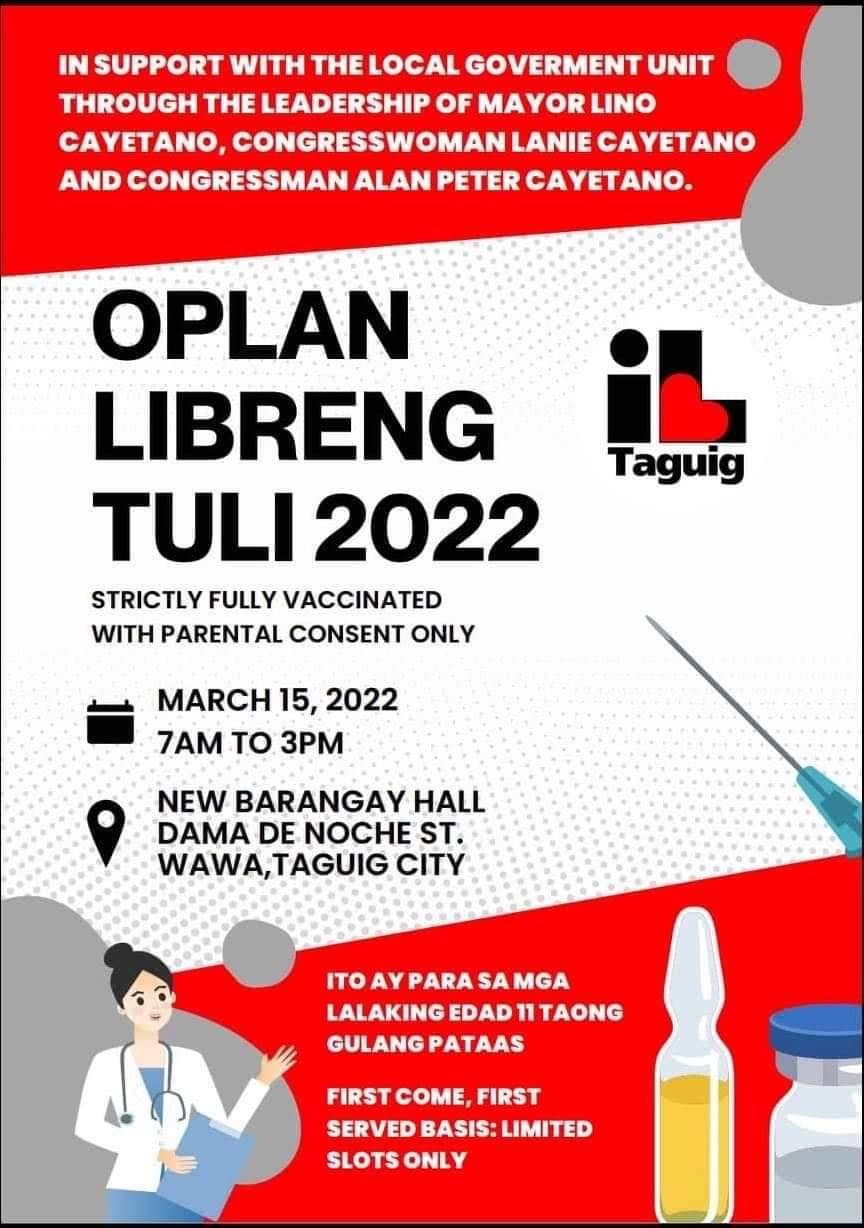 IN SUPPORT WITH THE LOCAL GOVERMENT UNIT
THROUGH THE LEADERSHIP OF MAYOR LINO
CAYETANO, CONGRESSWOMAN LANIE CAYETANO
AND CONGRESSMAN ALAN PETER CAYETANO.
OPLAN
LIBRENG
TULI 2022
iL
Taguig
STRICTLY FULLY VACCINATED
WITH PARENTAL CONSENT ONLY
MARCH 15, 2022
7AM TO 3PM
NEW BARANGAY HALL
DAMA DE NOCHE ST.
WAWA,TAGUIG CITY
ITO AY PARA SA MGA
LALAKING EDAD 11 TAONG
GULANG PATAAS
FIRST COME, FIRST
SERVED BASIS: LIMITED
SLOTS ONLY